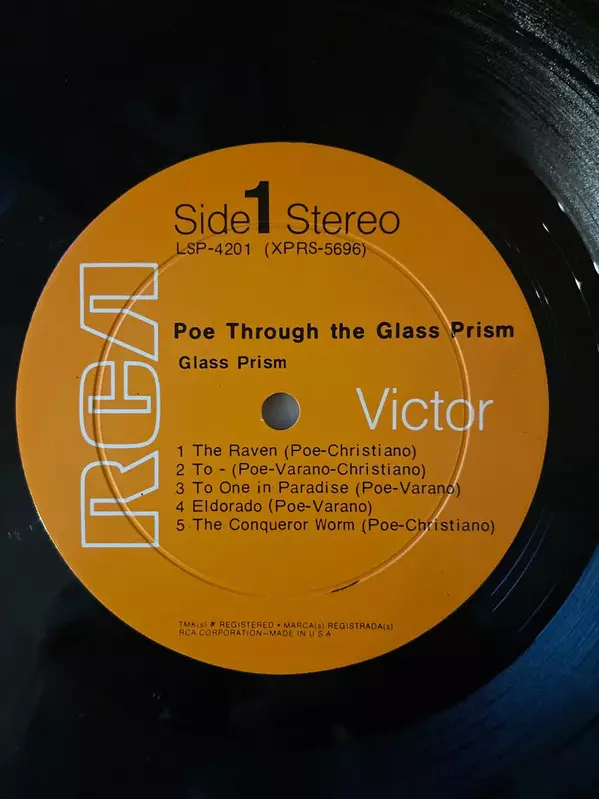 Side 1 Stereo
LSP-4201 (XPRS-5696)
RCA
Poe Through the Glass Prism
Glass Prism
Victor
1 The Raven (Poe-Christiano)
2 To - (Poe-Varano-Christiano)
3 To One in Paradise (Poe-Varano)
4 Eldorado (Poe-Varano)
5 The Conqueror Worm (Poe-Christiano)
TMK(s) ® REGISTERED • MARCA(s) REGISTRADA(s)
RCA CORPORATION—MADE IN U.S.A.